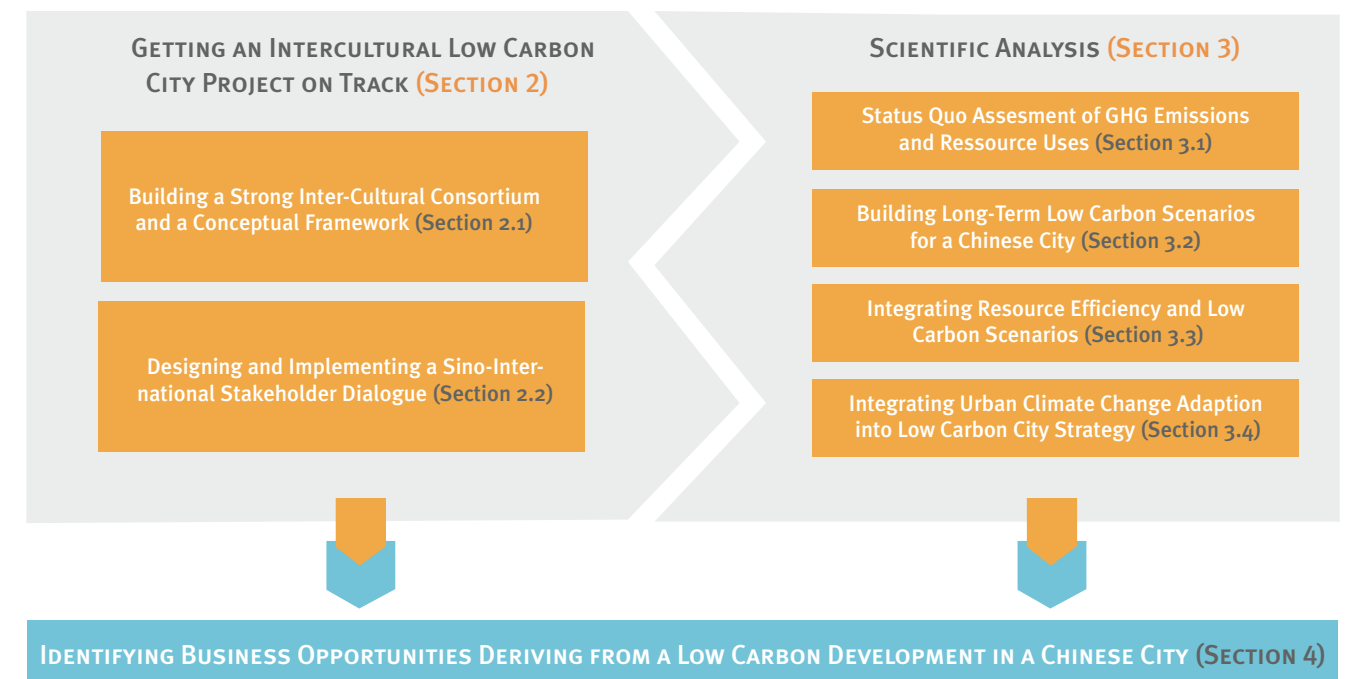 Getting an Intercultural Low Carbon
City Project on Track (Section 2)
Building a Strong Inter-Cultural Consortium
and a Conceptual Framework (Section 2.1)
Designing and Implementing a Sino-Inter-
national Stakeholder Dialogue (Section 2.2)
Scientific Analysis (Section 3)
Status Quo Assesment of GHG Emissions
and Ressource Uses (Section 3.1)
Building Long-Term Low Carbon Scenarios
for a Chinese City (Section 3.2)
Integrating Resource Efficiency and Low
Carbon Scenarios (Section 3.3)
Integrating Urban Climate Change Adaption
into Low Carbon City Strategy (Section 3.4)
Identifying Business Opportunities Deriving from a Low Carbon Development in a Chinese City (Section 4)